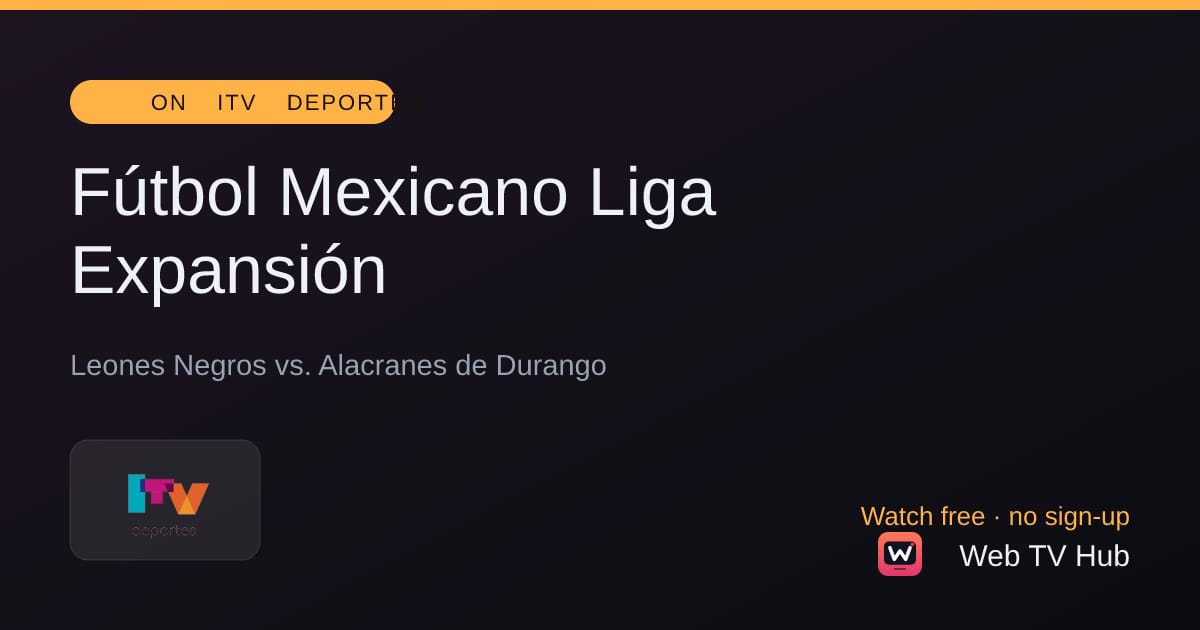 ON ITV DEPORTE
Fútbol Mexicano Liga
Expansión
Leones Negros vs. Alacranes de Durango
ITV
deportes
Watch free · no sign-up
W
Web TV Hub